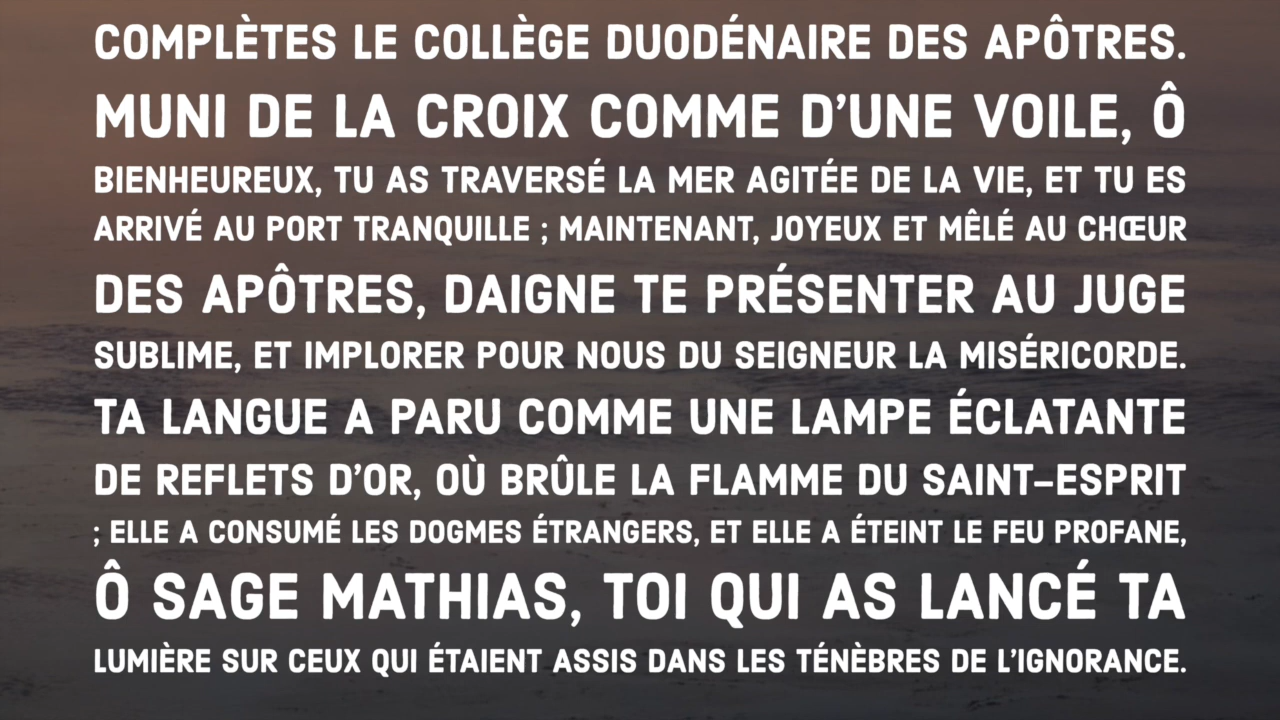 COMPLÈTES LE COLLÈGE DUODÉNAIRE DES APÔTRES.
MUNI DE LA CROIX COMME D’UNE VOILE, Ô
BIENHEUREUX, TU AS TRAVERSÉ LA MER AGITÉE DE LA VIE, ET TU ES
ARRIVÉ AU PORT TRANQUILLE ; MAINTENANT, JOYEUX ET MÊLÉ AU CHŒUR
DES APÔTRES, DAIGNE TE PRÉSENTER AU JUGE
SUBLIME, ET IMPLORER POUR NOUS DU SEIGNEUR LA MISÉRICORDE.
TA LANGUE A PARU COMME UNE LAMPE ÉCLATANTE
DE REFLETS D’OR, OÙ BRÛLE LA FLAMME DU SAINT-ESPRIT
; ELLE A CONSUMÉ LES DOGMES ÉTRANGERS, ET ELLE A ÉTEINT LE FEU PROFANE,
Ô SAGE MATHIAS, TOI QUI AS LANCÉ TA
LUMIÈRE SUR CEUX QUI ÉTAIENT ASSIS DANS LES TÉNÈBRES DE L’IGNORANCE.